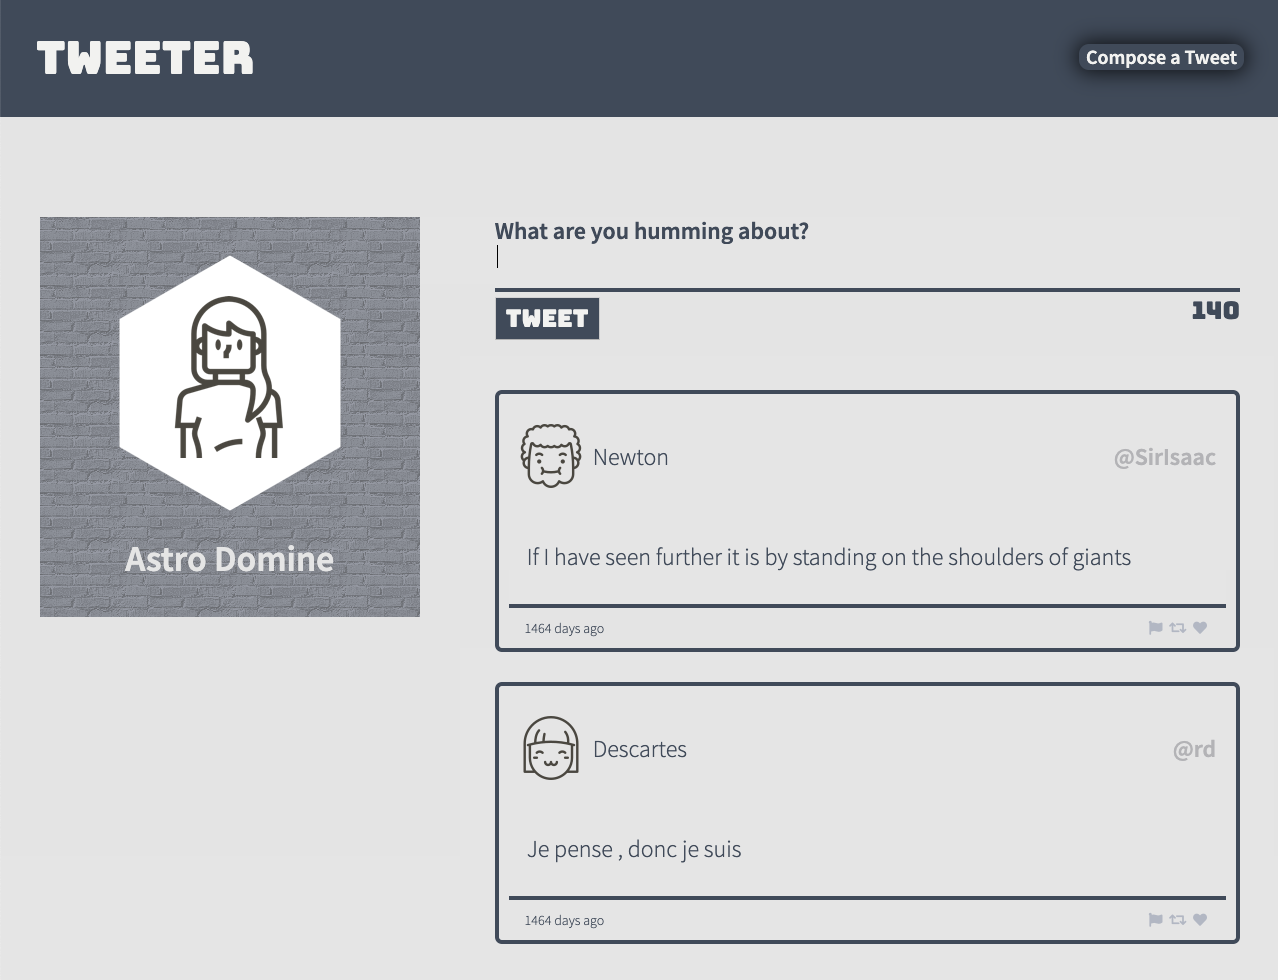 TWEETER
Compose a Tweet
Astro Domine
What are you humming about?
TWEET
140
Newton
@SirIsaac
If I have seen further it is by standing on the shoulders of giants
1464 days ago
Descartes
@rd
Je pense , donc je suis
1464 days ago